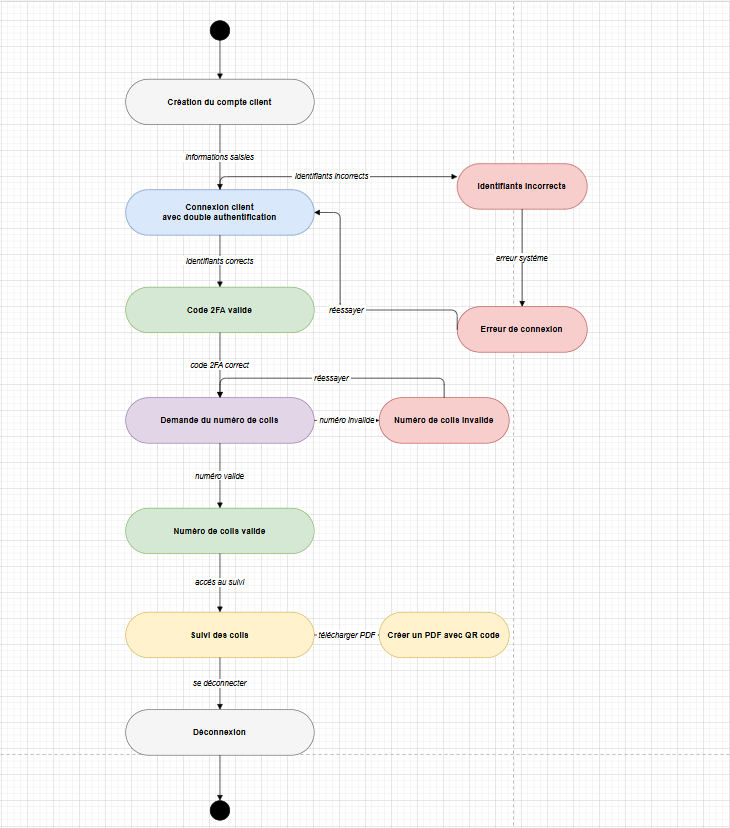 Création du compte client
informations saisies
identifiants incorrects
Identifiants incorrects
Connexion client
avec double authentification
identifiants corrects
erreur système
Code 2FA valide
réessayer
Erreur de connexion
code 2FA correct
réessayer
Demande du numéro de colis
numéro invalide
Numéro de colis invalide
numéro valide
Numéro de colis valide
accès au suivi
Suivi des colis
télécharger PDF
Créer un PDF avec QR code
se déconnecter
Déconnexion